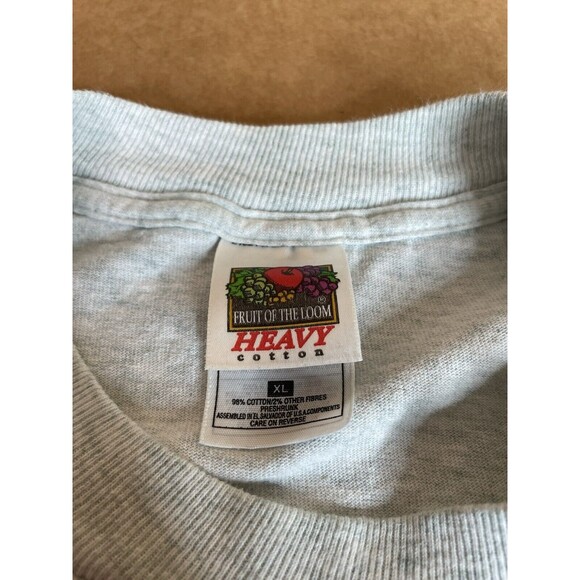 FRUIT OF THE LOOM ®
HEAVY
cotton
XL
98% COTTON/2% OTHER FIBRES
PRESHRUNK
ASSEMBLED IN EL SALVADOR OF U.S.A. COMPONENTS
CARE ON REVERSE